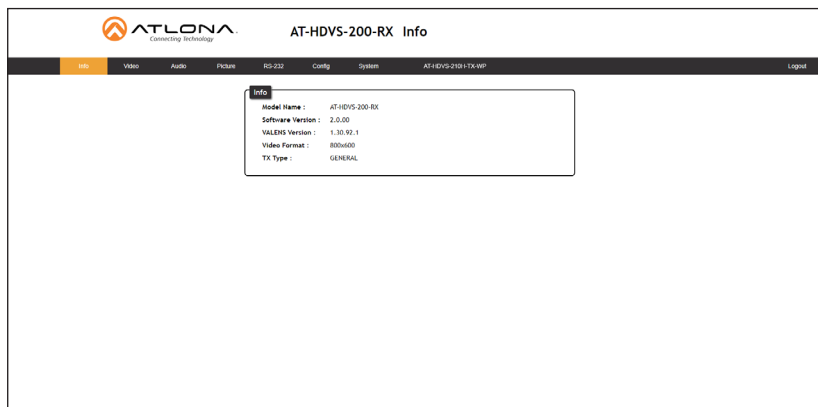 ATLONA.
Connecting Technology
AT-HDVS-200-RX Info
Info Video Audio Picture RS-232 Config System AT-HDVS-210H-TX-WP Logout
Info
Model Name : AT-HDVS-200-RX
Software Version : 2.0.00
VALENS Version : 1.30.92.1
Video Format : 800x600
TX Type : GENERAL